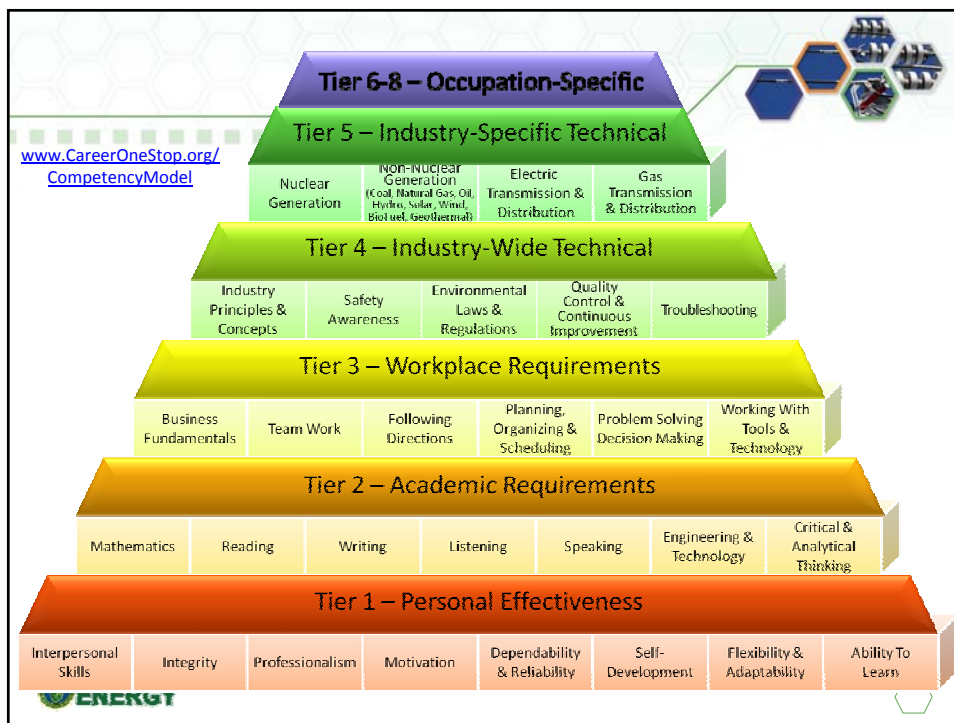 Tier 6-8 – Occupation-Specific
Tier 5 – Industry-Specific Technical
www.CareerOneStop.org/
CompetencyModel
Nuclear
Generation
Non-Nuclear
Generation
(Coal, Natural Gas, Oil,
Hydro, Solar, Wind,
BioFuel, Geothermal)
Electric
Transmission &
Distribution
Gas
Transmission
& Distribution
Tier 4 – Industry-Wide Technical
Industry
Principles &
Concepts
Safety
Awareness
Environmental
Laws &
Regulations
Quality
Control &
Continuous
Improvement
Troubleshooting
Tier 3 – Workplace Requirements
Business
Fundamentals
Team Work
Following
Directions
Planning,
Organizing &
Scheduling
Problem Solving
Decision Making
Working With
Tools &
Technology
Tier 2 – Academic Requirements
Mathematics
Reading
Writing
Listening
Speaking
Engineering &
Technology
Critical &
Analytical
Thinking
Tier 1 – Personal Effectiveness
Interpersonal
Skills
Integrity
Professionalism
Motivation
Dependability
& Reliability
Self-
Development
Flexibility &
Adaptability
Ability To
Learn
ENERGY